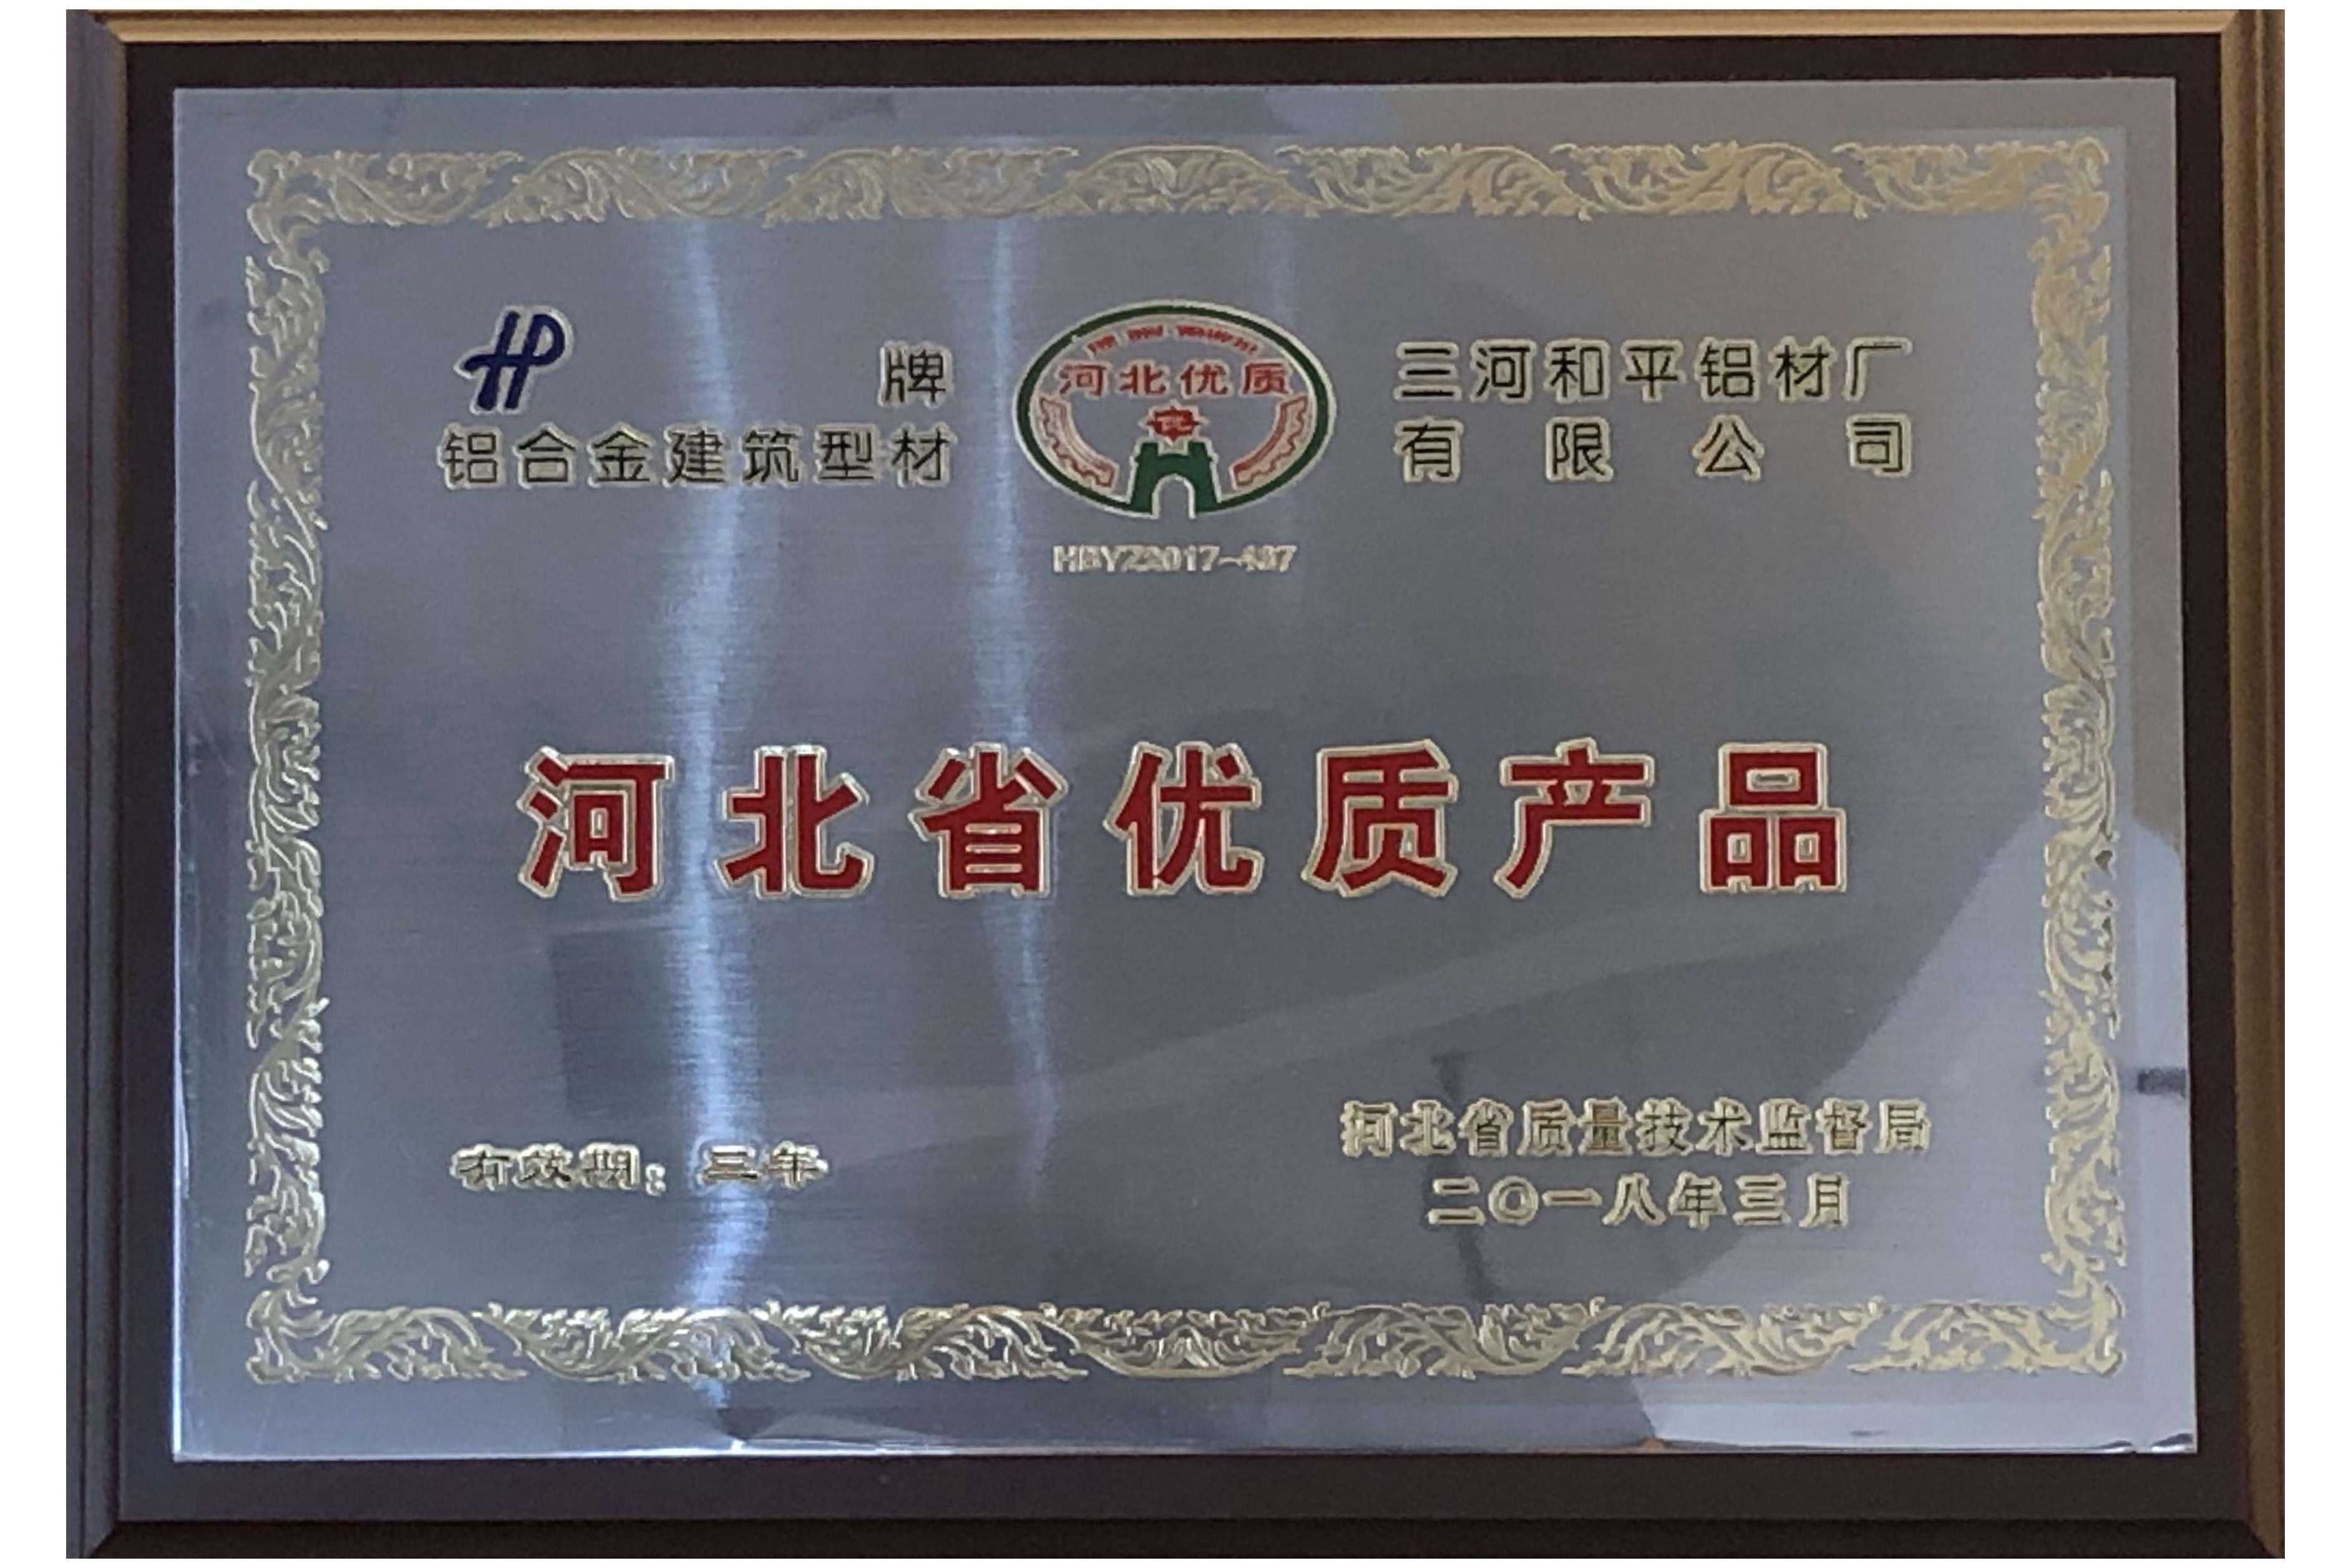 HP 牌
铝合金建筑型材
河北优质
三河和平铝材厂
有限公司
HBYZ2017-487
河北省优质产品
有效期：三年
河北省质量技术监督局
二〇一八年三月